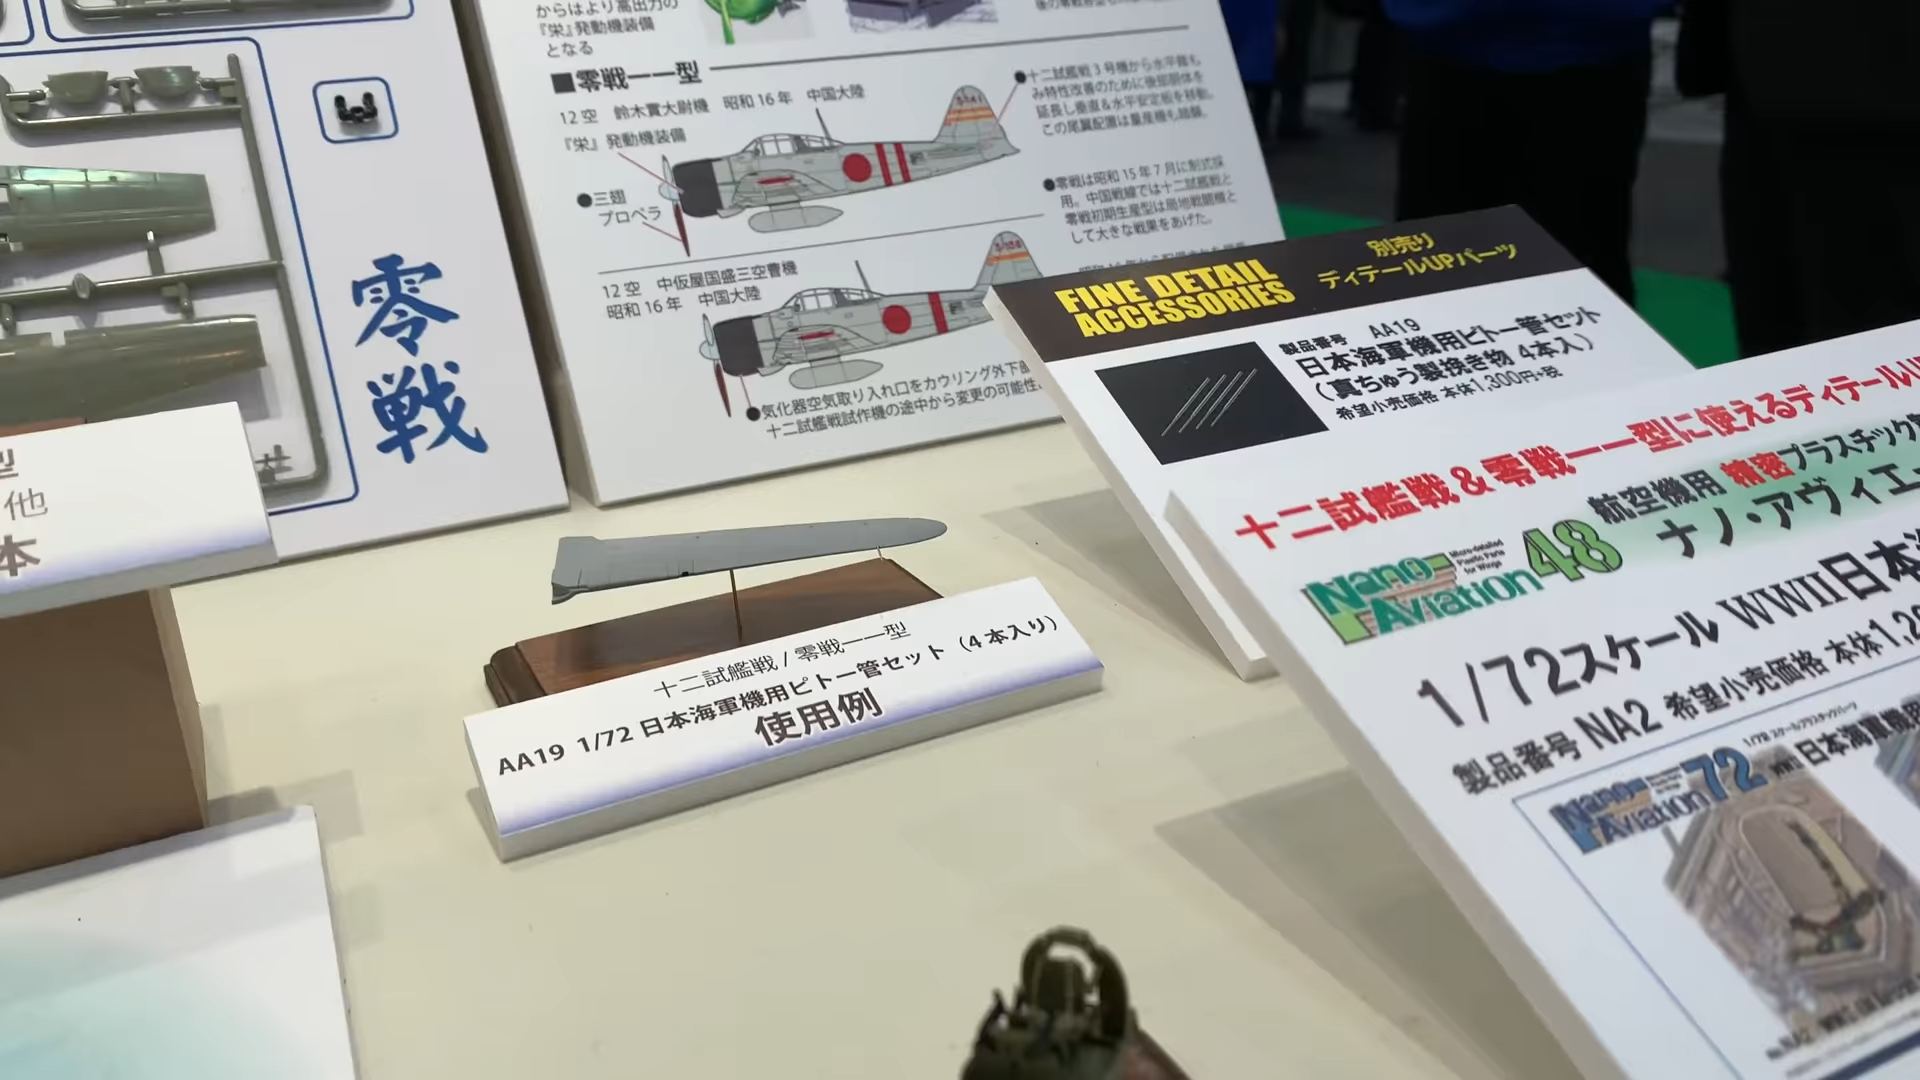 からはより高出力の
『栄』発動機装備
となる
■零戦一一型
12空 鈴木實大尉機 昭和16年 中国大陸
『栄』発動機装備
●三翅
プロペラ
●十二試艦戦3号機から水平錐も
み特性改善のために後部胴体を
延長し垂直&水平安定板を移動。
この尾翼配置は量産機も踏襲。
●零戦は昭和15年7月に制式採
用。中国戦線では十二試艦戦と
零戦初期生産型は局地戦闘機と
して大きな戦果をあげた。
12空 中仮屋国盛三空曹機
昭和16年 中国大陸
●気化器空気取り入れ口をカウリング外下
十二試艦戦試作機の途中から変更の可能性
零戦
型
他
本
十二試艦戦 / 零戦一一型
AA19 1/72 日本海軍機用ピトー管セット (4本入り)
使用例
FINE DETAIL
ACCESSORIES
別売り
ディテールUPパーツ
製品番号 AA19
日本海軍機用ピトー管セット
(真ちゅう製挽き物 4本入)
希望小売価格 本体1,300円+税
十二試艦戦&零戦一一型に使えるディテールU
Nano
Aviation 48
Micro-detailed
Plastic Parts
for Wings
航空機用 精密プラスチック
ナノ・アヴィエ
1/72スケール WWII日本
製品番号 NA2 希望小売価格 本体1,2
Nano
Aviation 72
日本海軍機用